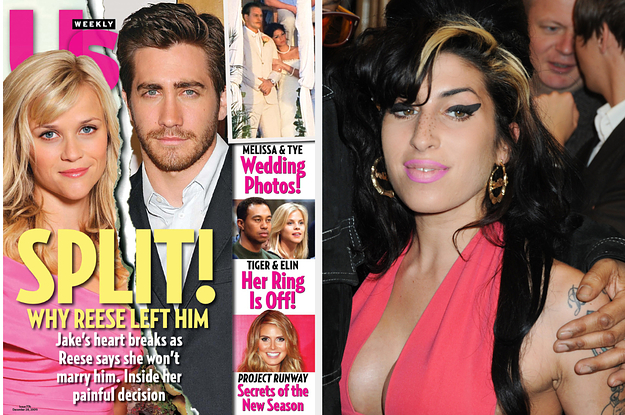 Us
WEEKLY
MELISSA & TYE
Wedding
Photos!
TIGER & ELIN
Her Ring
Is Off!
PROJECT RUNWAY
Secrets of the
New Season
SPLIT!
WHY REESE LEFT HIM
Jake's heart breaks as
Reese says she won't
marry him. Inside her
painful decision